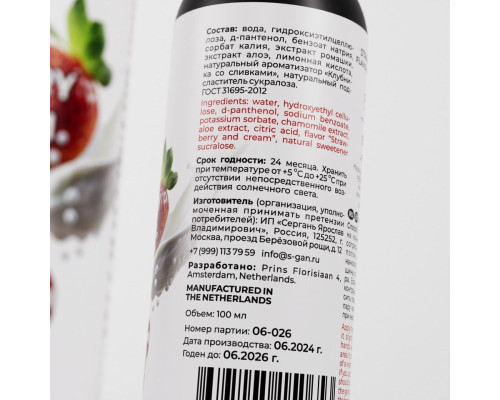 Состав: вода, гидроксиэтилцеллю-
лоза, д-пантенол, бензоат натрия,
сорбат калия, экстракт ромашки,
экстракт алоэ, лимонная кислота,
натуральный ароматизатор «Клубни-
ка со сливками», натуральный под-
сластитель сукралоза.
ГОСТ 31695-2012
Ingredients: water, hydroxyethyl cellu-
lose, d-panthenol, sodium benzoate
potassium sorbate, chamomile extract,
aloe extract, citric acid, flavor "Straw-
berry and cream", natural sweetener
sucralose.
Срок годности: 24 месяца. Хранить
при температуре от +5°C до +25°C при
отсутствии непосредственного воз-
действия солнечного света.
Изготовитель (организация, уполно-
моченная принимать претензии
потребителей): ИП «Сергань Ярослав
Владимирович», Россия, 125252, г.
Москва, проезд Берёзовой рощи, 12
+7 (999) 113 79 59 info@s-gan.ru
Разработано: Prins Florisiaan 4,
Amsterdam, Netherlands.
MANUFACTURED IN
THE NETHERLANDS
Объем: 100 мл
Номер партии: 06-026
Дата производства: 06.2024 г.
Годен до: 06.2026 г.